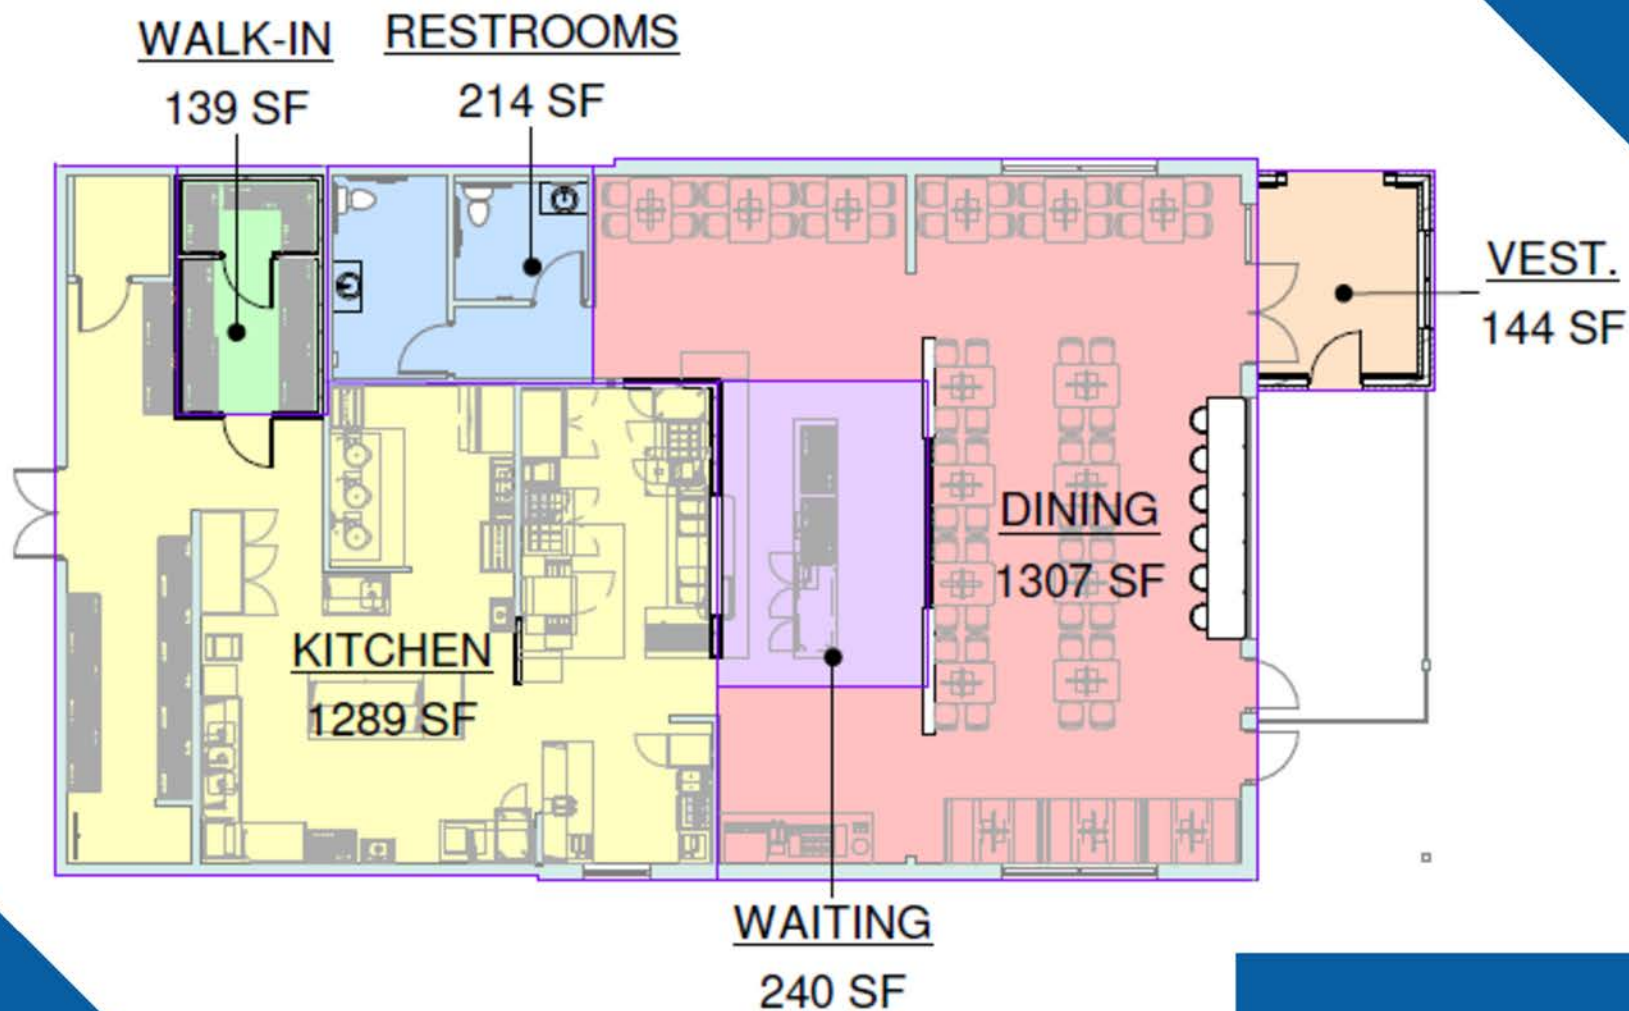 WALK-IN
139 SF
RESTROOMS
214 SF
VEST.
144 SF
DINING
1307 SF
KITCHEN
1289 SF
WAITING
240 SF